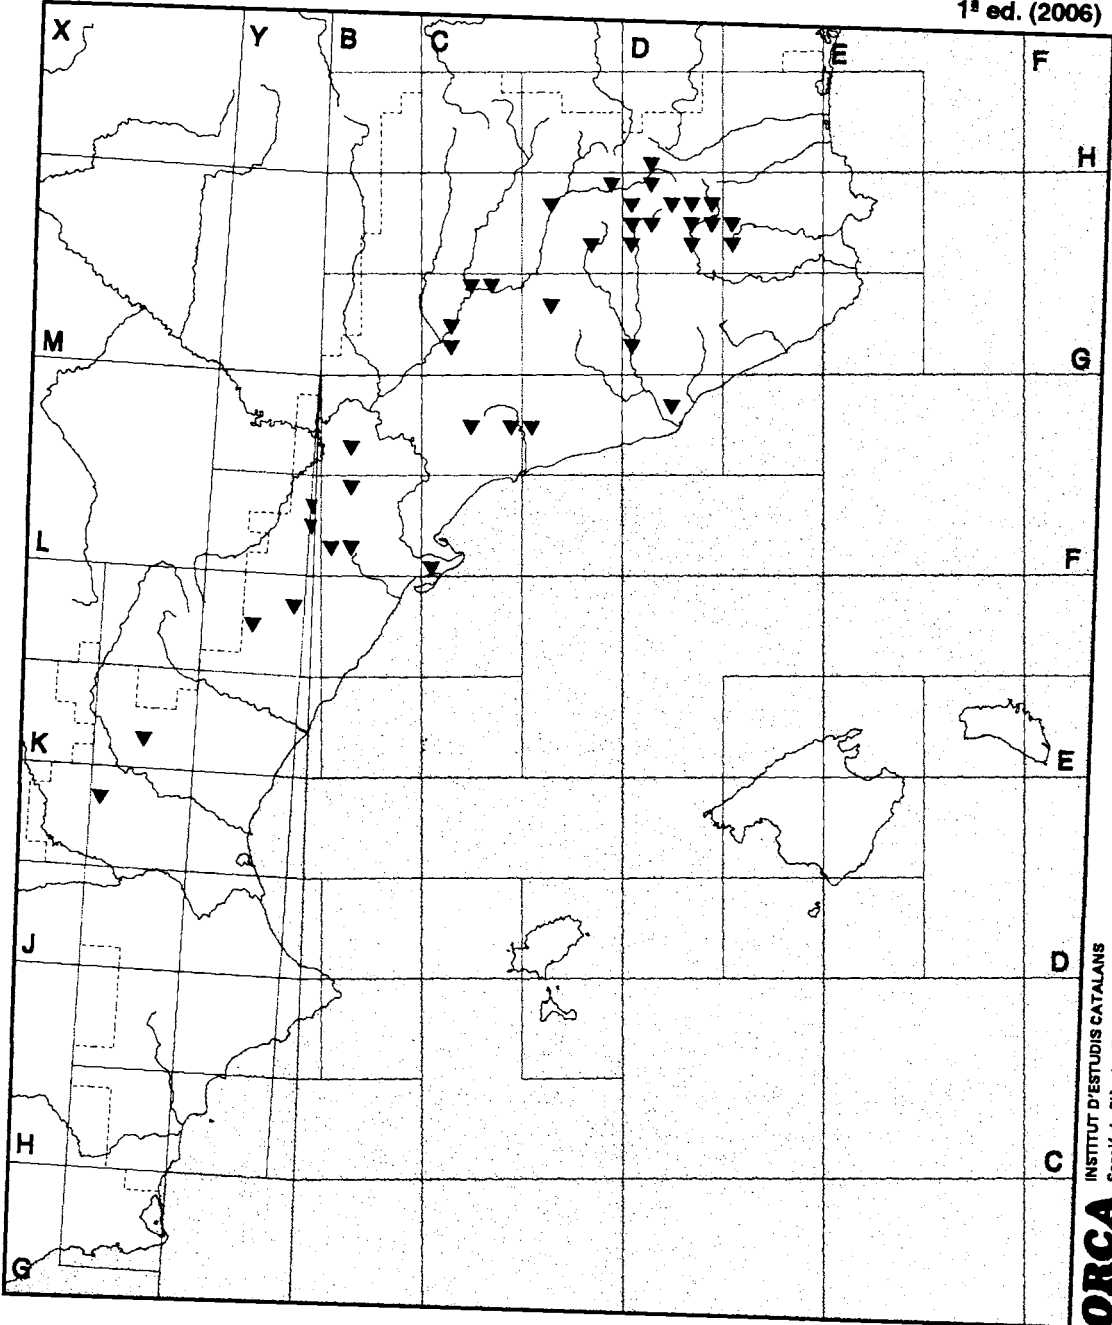 1ª ed. (2006)
X Y B C D E F
H
M G
L F
K E
J D
H C
G
ORCA INSTITUT D'ESTUDIS CATALANS